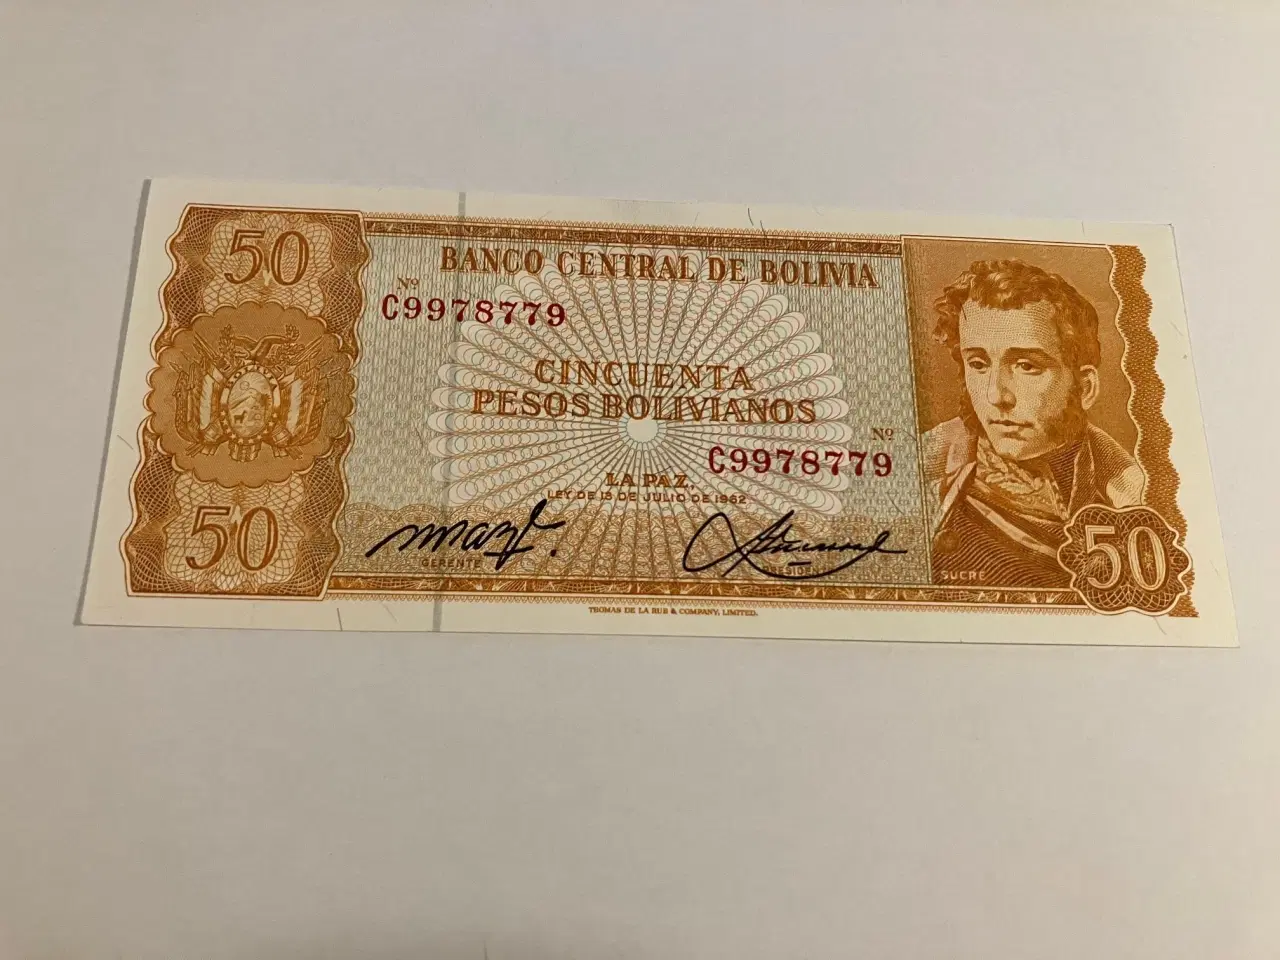 50
BANCO CENTRAL DE BOLIVIA
Nº
C9978779
CINCUENTA
PESOS BOLIVIANOS
Nº
C9978779
LA PAZ,
LEY DE 13 DE JULIO DE 1962
50
GERENTE
PRESIDENTE
SUCRE
50
THOMAS DE LA RUE & COMPANY, LIMITED.